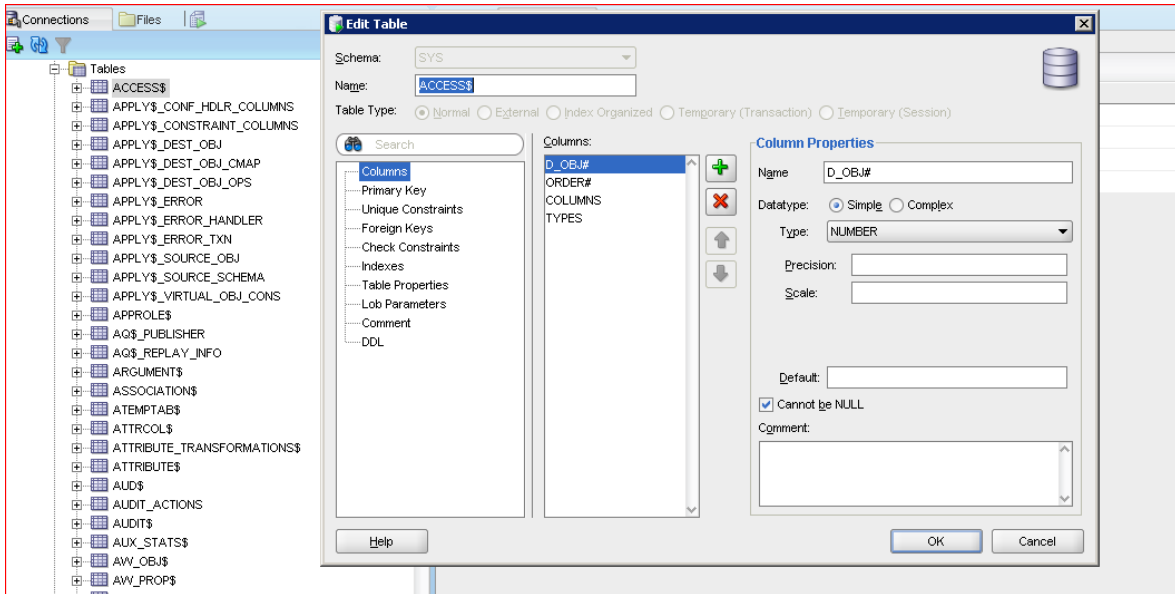 Connections
Files
Tables
ACCESS$
APPLY$_CONF_HDLR_COLUMNS
APPLY$_CONSTRAINT_COLUMNS
APPLY$_DEST_OBJ
APPLY$_DEST_OBJ_CMAP
APPLY$_DEST_OBJ_OPS
APPLY$_ERROR
APPLY$_ERROR_HANDLER
APPLY$_ERROR_TXN
APPLY$_SOURCE_OBJ
APPLY$_SOURCE_SCHEMA
APPLY$_VIRTUAL_OBJ_CONS
APPROLE$
AQ$_PUBLISHER
AQ$_REPLAY_INFO
ARGUMENT$
ASSOCIATION$
ATEMPTAB$
ATTRCOL$
ATTRIBUTE_TRANSFORMATIONS$
ATTRIBUTE$
AUD$
AUDIT_ACTIONS
AUDIT$
AUX_STATS$
AW_OBJ$
AW_PROP$
Edit Table
Schema: SYS
Name: ACCESS$
Table Type: Normal External Index Organized Temporary (Transaction) Temporary (Session)
Search
Columns
Primary Key
Unique Constraints
Foreign Keys
Check Constraints
Indexes
Table Properties
Lob Parameters
Comment
DDL
Columns:
D_OBJ#
ORDER#
COLUMNS
TYPES
Column Properties
Name D_OBJ#
Datatype: Simple Complex
Type: NUMBER
Precision:
Scale:
Default:
Cannot be NULL
Comment:
Help
OK
Cancel